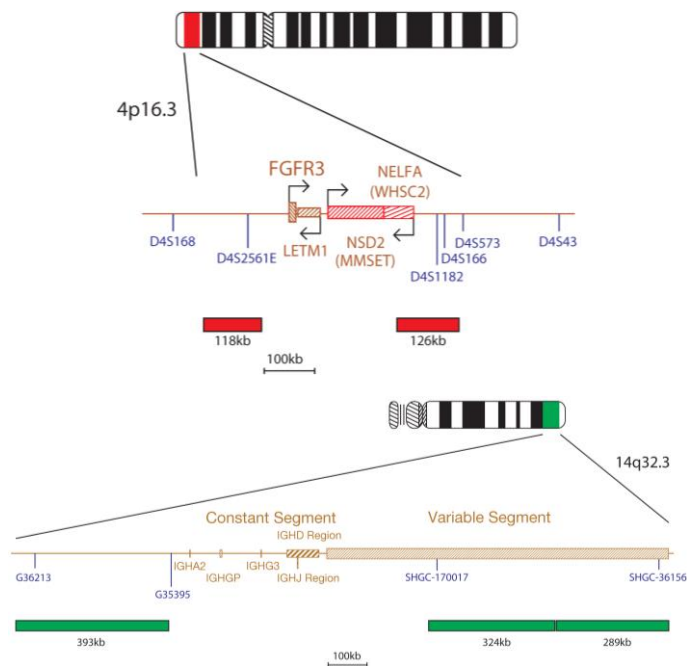 4p16.3
FGFR3
NELFA
(WHSC2)
D4S168
D4S2561E
LETM1
NSD2
(MMSET)
D4S1182
D4S166
D4S573
D4S43
118kb
126kb
100kb
14q32.3
Constant Segment
Variable Segment
IGHD Region
G36213
G35395
IGHA2
IGHGP
IGHG3
IGHJ Region
SHGC-170017
SHGC-36156
393kb
324kb
289kb
100kb